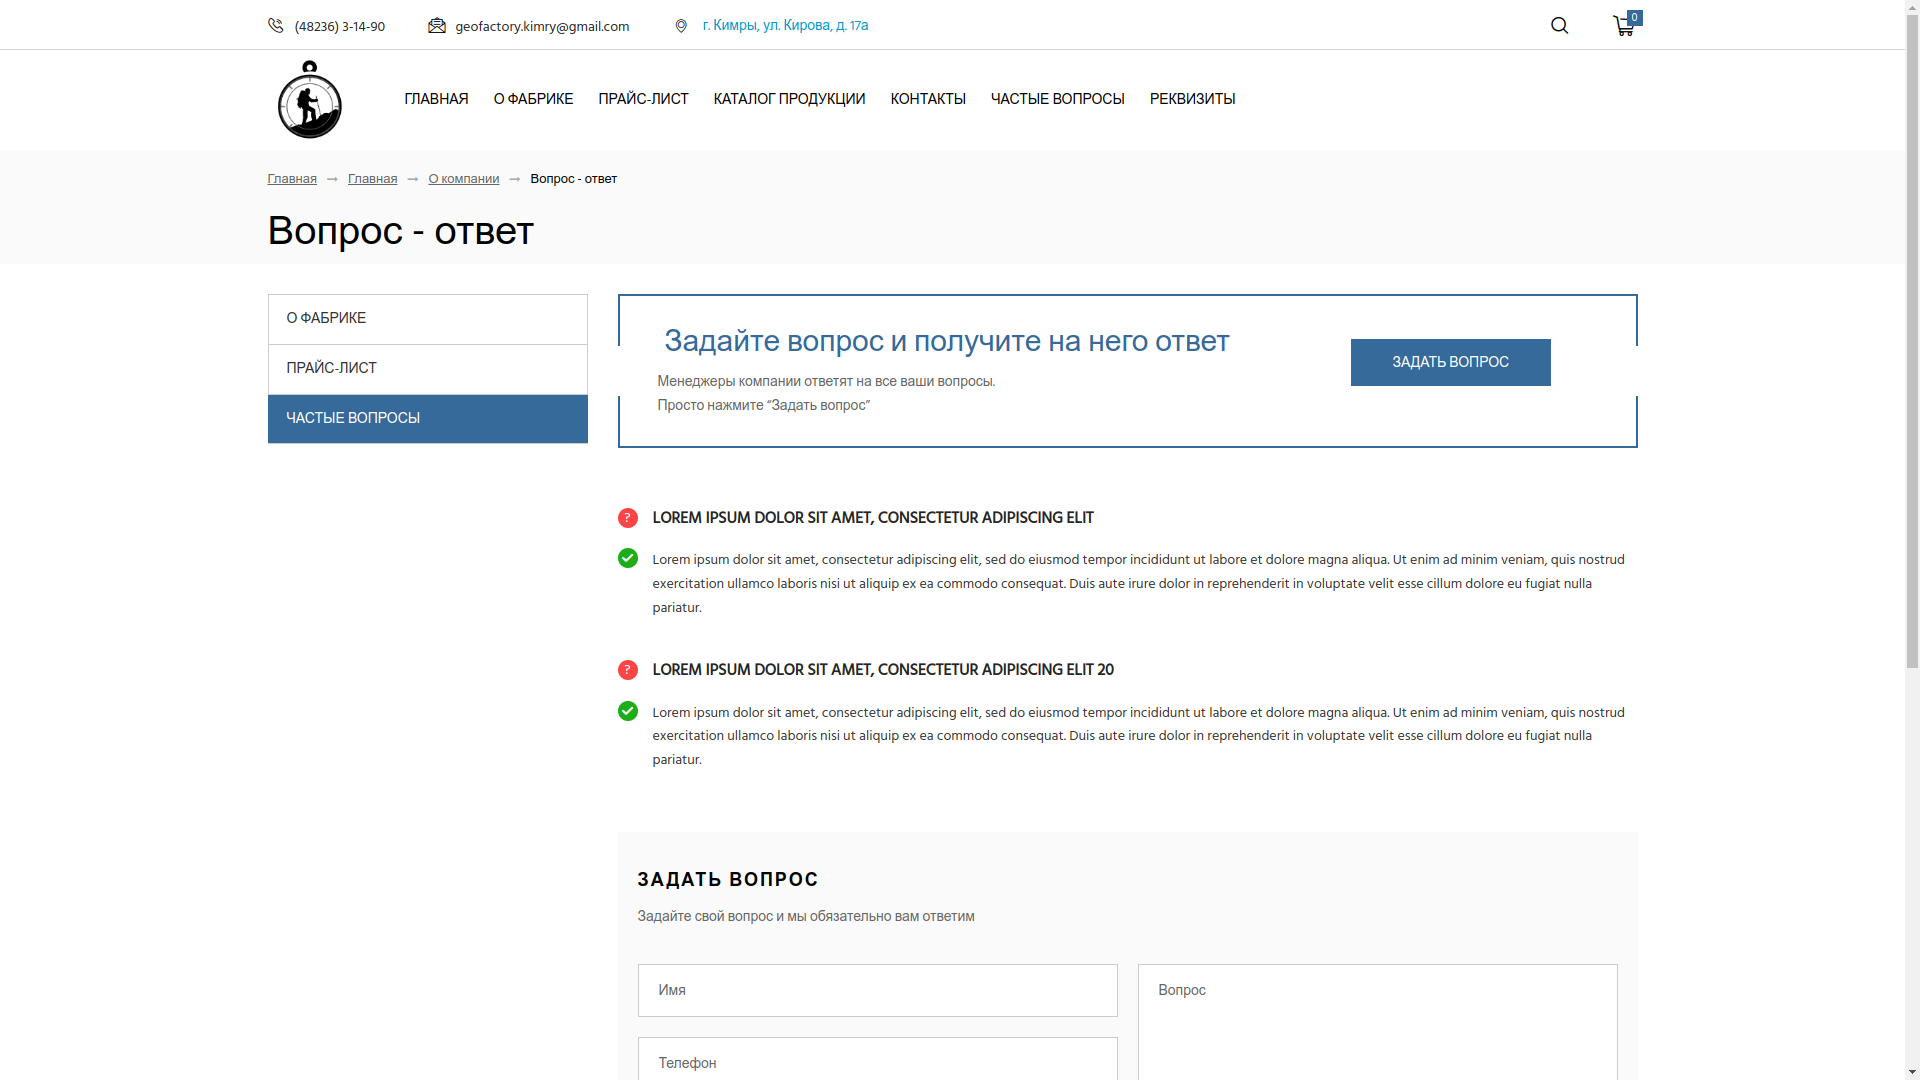 (48236) 3-14-90 geofactory.kimry@gmail.com г. Кимры, ул. Кирова, д. 17а 0
ГЛАВНАЯ О ФАБРИКЕ ПРАЙС-ЛИСТ КАТАЛОГ ПРОДУКЦИИ КОНТАКТЫ ЧАСТЫЕ ВОПРОСЫ РЕКВИЗИТЫ
Главная → Главная → О компании → Вопрос - ответ
Вопрос - ответ
О ФАБРИКЕ
ПРАЙС-ЛИСТ
ЧАСТЫЕ ВОПРОСЫ
Задайте вопрос и получите на него ответ
Менеджеры компании ответят на все ваши вопросы.
Просто нажмите “Задать вопрос”
ЗАДАТЬ ВОПРОС
? LOREM IPSUM DOLOR SIT AMET, CONSECTETUR ADIPISCING ELIT
Lorem ipsum dolor sit amet, consectetur adipiscing elit, sed do eiusmod tempor incididunt ut labore et dolore magna aliqua. Ut enim ad minim veniam, quis nostrud
exercitation ullamco laboris nisi ut aliquip ex ea commodo consequat. Duis aute irure dolor in reprehenderit in voluptate velit esse cillum dolore eu fugiat nulla
pariatur.
? LOREM IPSUM DOLOR SIT AMET, CONSECTETUR ADIPISCING ELIT 20
Lorem ipsum dolor sit amet, consectetur adipiscing elit, sed do eiusmod tempor incididunt ut labore et dolore magna aliqua. Ut enim ad minim veniam, quis nostrud
exercitation ullamco laboris nisi ut aliquip ex ea commodo consequat. Duis aute irure dolor in reprehenderit in voluptate velit esse cillum dolore eu fugiat nulla
pariatur.
ЗАДАТЬ ВОПРОС
Задайте свой вопрос и мы обязательно вам ответим
Имя
Вопрос
Телефон